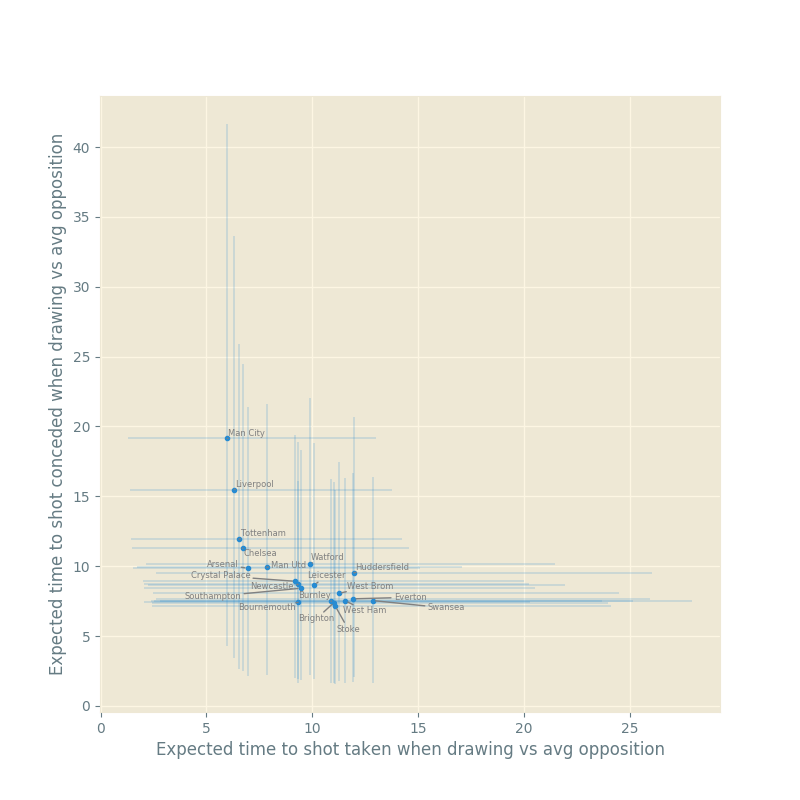 Expected time to shot conceded when drawing vs avg opposition
40
35
30
25
20
15
10
5
0
Man City
Liverpool
Tottenham
Chelsea
Watford
Arsenal
Man Utd
Huddersfield
Crystal Palace
Leicester
Newcastle
West Brom
Southampton
Burnley
Everton
Bournemouth
West Ham
Swansea
Brighton
Stoke
0
5
10
15
20
25
Expected time to shot taken when drawing vs avg opposition